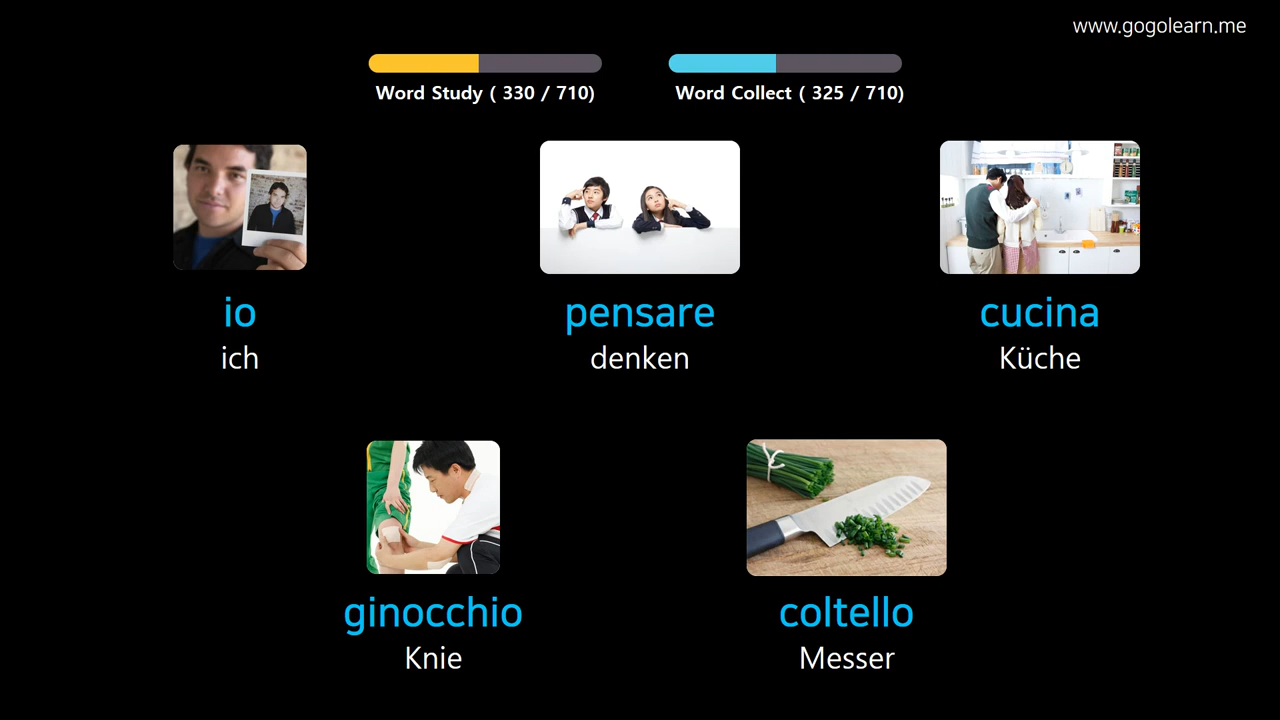 www.gogolearn.me
Word Study ( 330 / 710)
Word Collect ( 325 / 710)
io
ich
pensare
denken
cucina
Küche
ginocchio
Knie
coltello
Messer